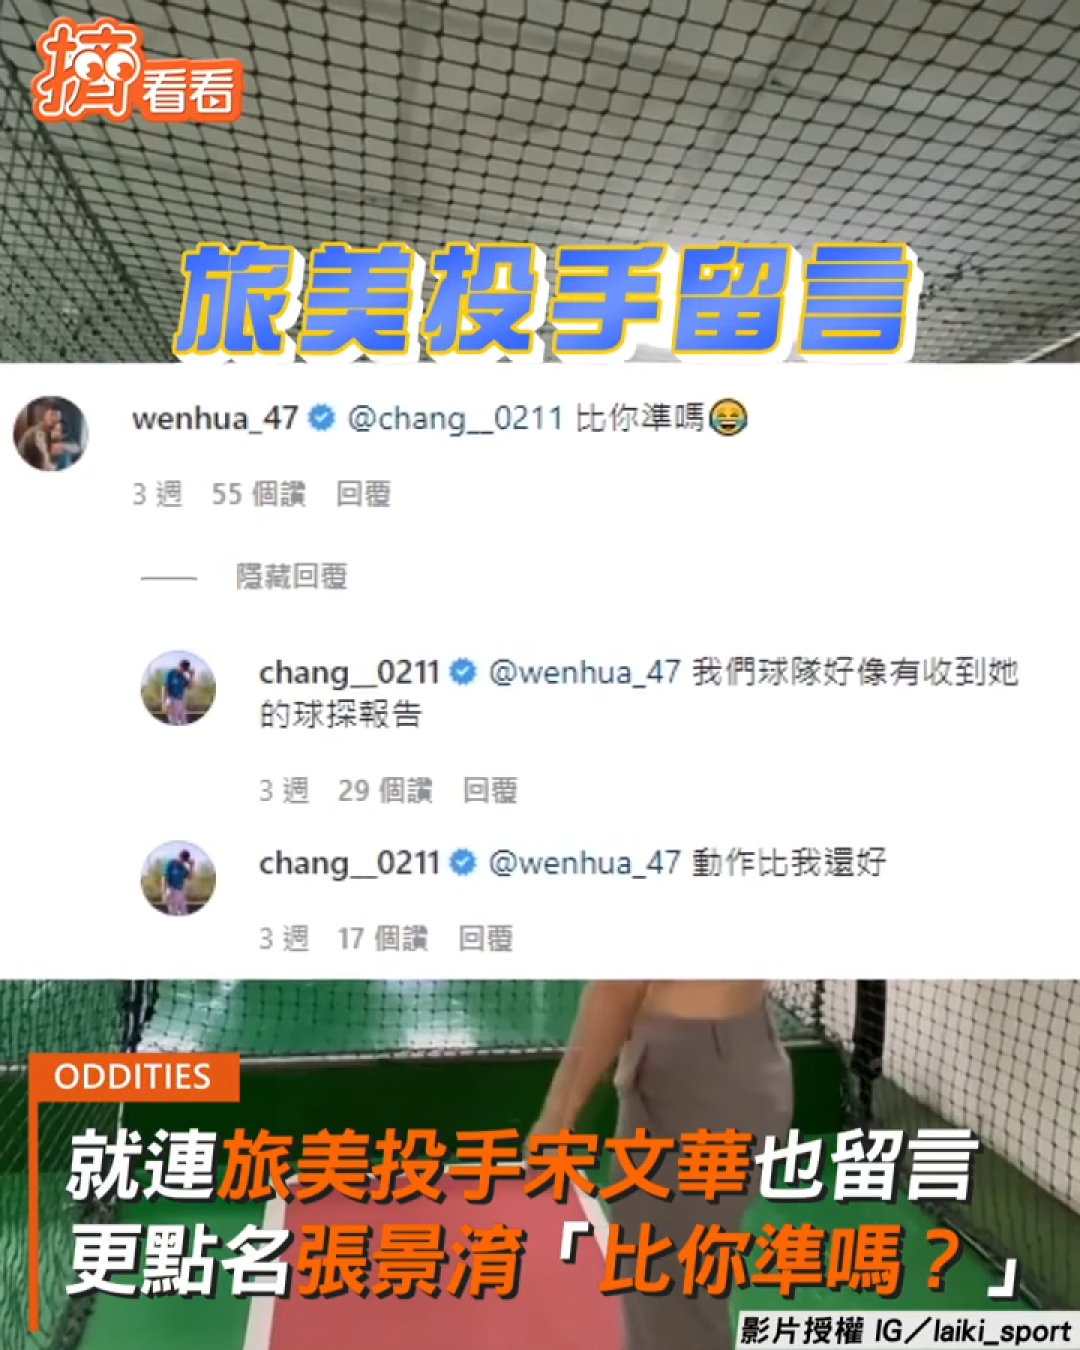 摘看看
旅美投手留言
wenhua_47 @chang__0211 比你準嗎😂
3 週 55 個讚 回覆
隱藏回覆
chang__0211 @wenhua_47 我們球隊好像有收到她
的球探報告
3 週 29 個讚 回覆
chang__0211 @wenhua_47 動作比我還好
3 週 17 個讚 回覆
ODDITIES
就連旅美投手宋文華也留言
更點名張景淯「比你準嗎？」
影片授權 IG／laiki_sport